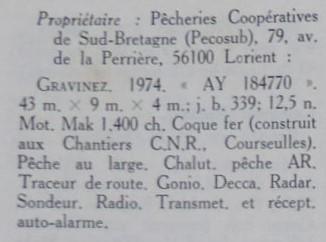 Propriétaire : Pêcheries Coopératives
de Sud-Bretagne (Pecosub), 79, av.
de la Perrière, 56100 Lorient :
GRAVINEZ. 1974. « AY 184770 ».
43 m. × 9 m. × 4 m.; j. b. 339; 12,5 n.
Mot. Mak 1.400 ch. Coque fer (construit
aux Chantiers C.N.R., Courseulles).
Pêche au large. Chalut. pêche AR.
Traceur de route. Gonio. Decca. Radar.
Sondeur. Radio. Transmet. et récept.
auto-alarme.